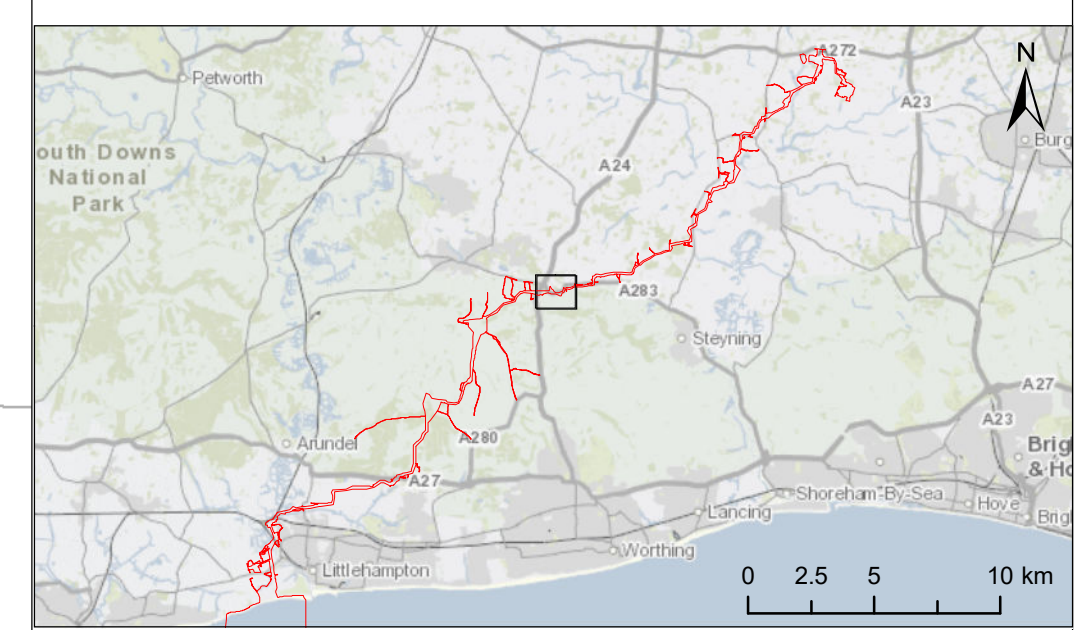 A272
N
Petworth
A23
Burg
outh Downs
National
Park
A24
A283
Steyning
A27
A23
Arundel
A280
Brig
& Ho
A27
Shoreham-By-Sea
Hove
Lancing
Brig
Worthing
Littlehampton
0 2.5 5 10 km